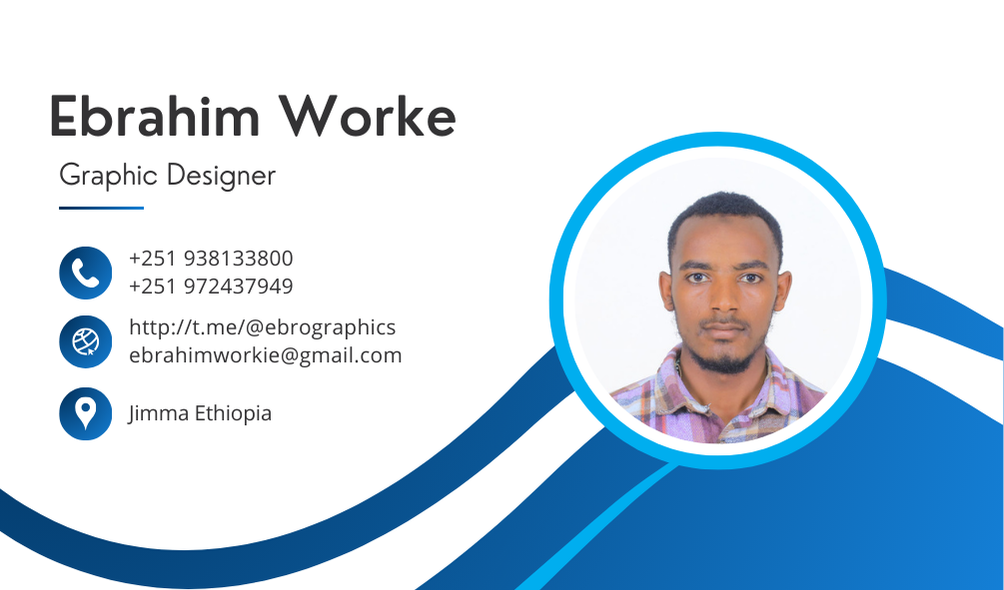 Ebrahim Worke
Graphic Designer
+251 938133800
+251 972437949
http://t.me/@ebrographics
ebrahimworkie@gmail.com
Jimma Ethiopia